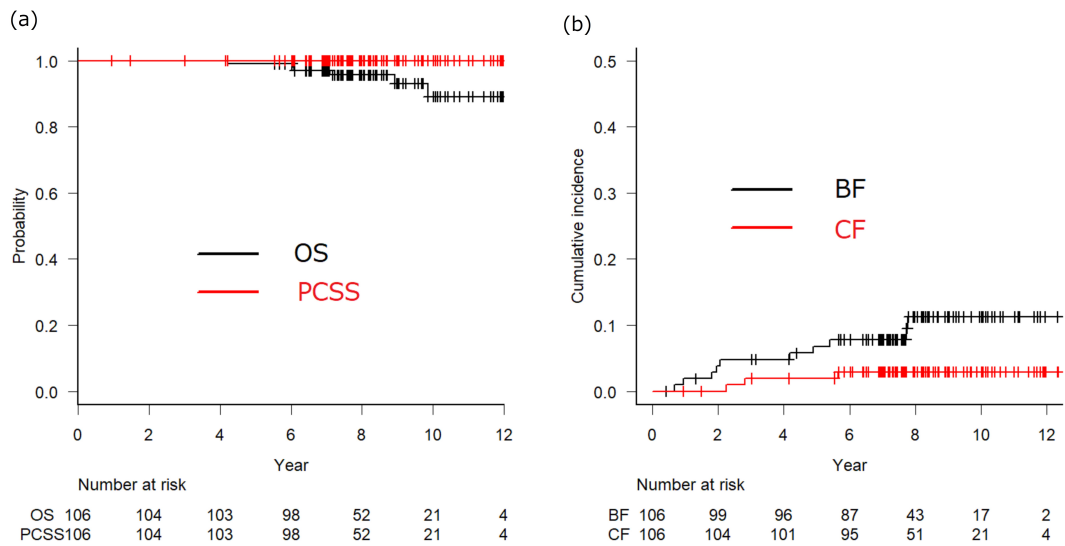 (a)
1.0
0.8
0.6
0.4
0.2
0.0
Probability
OS
PCSS
0 2 4 6 8 10 12
Year
Number at risk
OS 106 104 103 98 52 21 4
PCSS106 104 103 98 52 21 4
(b)
0.5
0.4
0.3
0.2
0.1
0.0
Cumulative incidence
BF
CF
0 2 4 6 8 10 12
Year
Number at risk
BF 106 99 96 87 43 17 2
CF 106 104 101 95 51 21 4